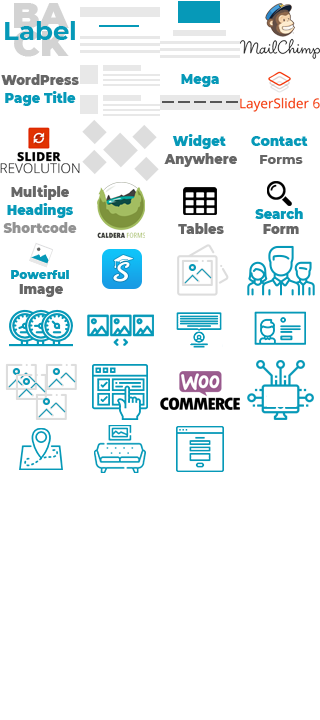 BACK
Label
MailChimp
WordPress
Page Title
Mega
LayerSlider 6
SLIDER
REVOLUTION
Widget
Anywhere
Contact
Forms
Multiple
Headings
Shortcode
CALDERA FORMS
Tables
Search
Form
Powerful
Image
S
WOO
COMMERCE